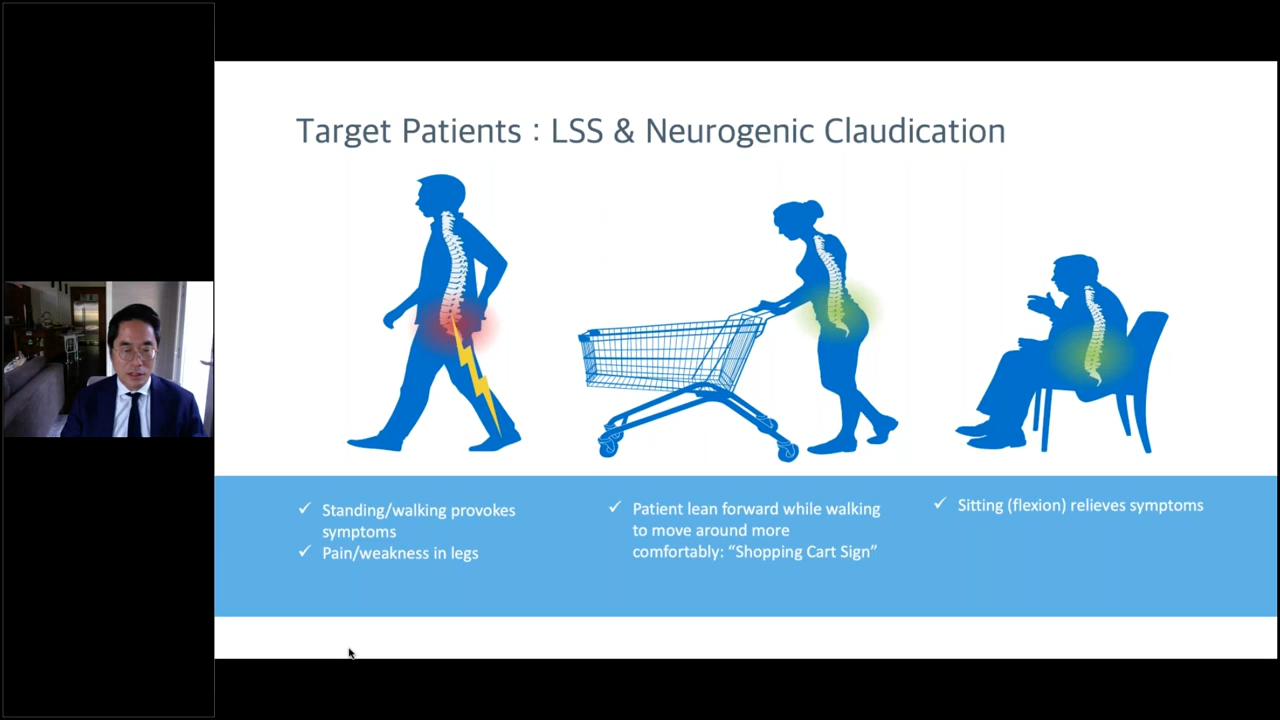 Target Patients : LSS & Neurogenic Claudication
Standing/walking provokes
symptoms
Pain/weakness in legs
Patient lean forward while walking
to move around more
comfortably: “Shopping Cart Sign”
Sitting (flexion) relieves symptoms